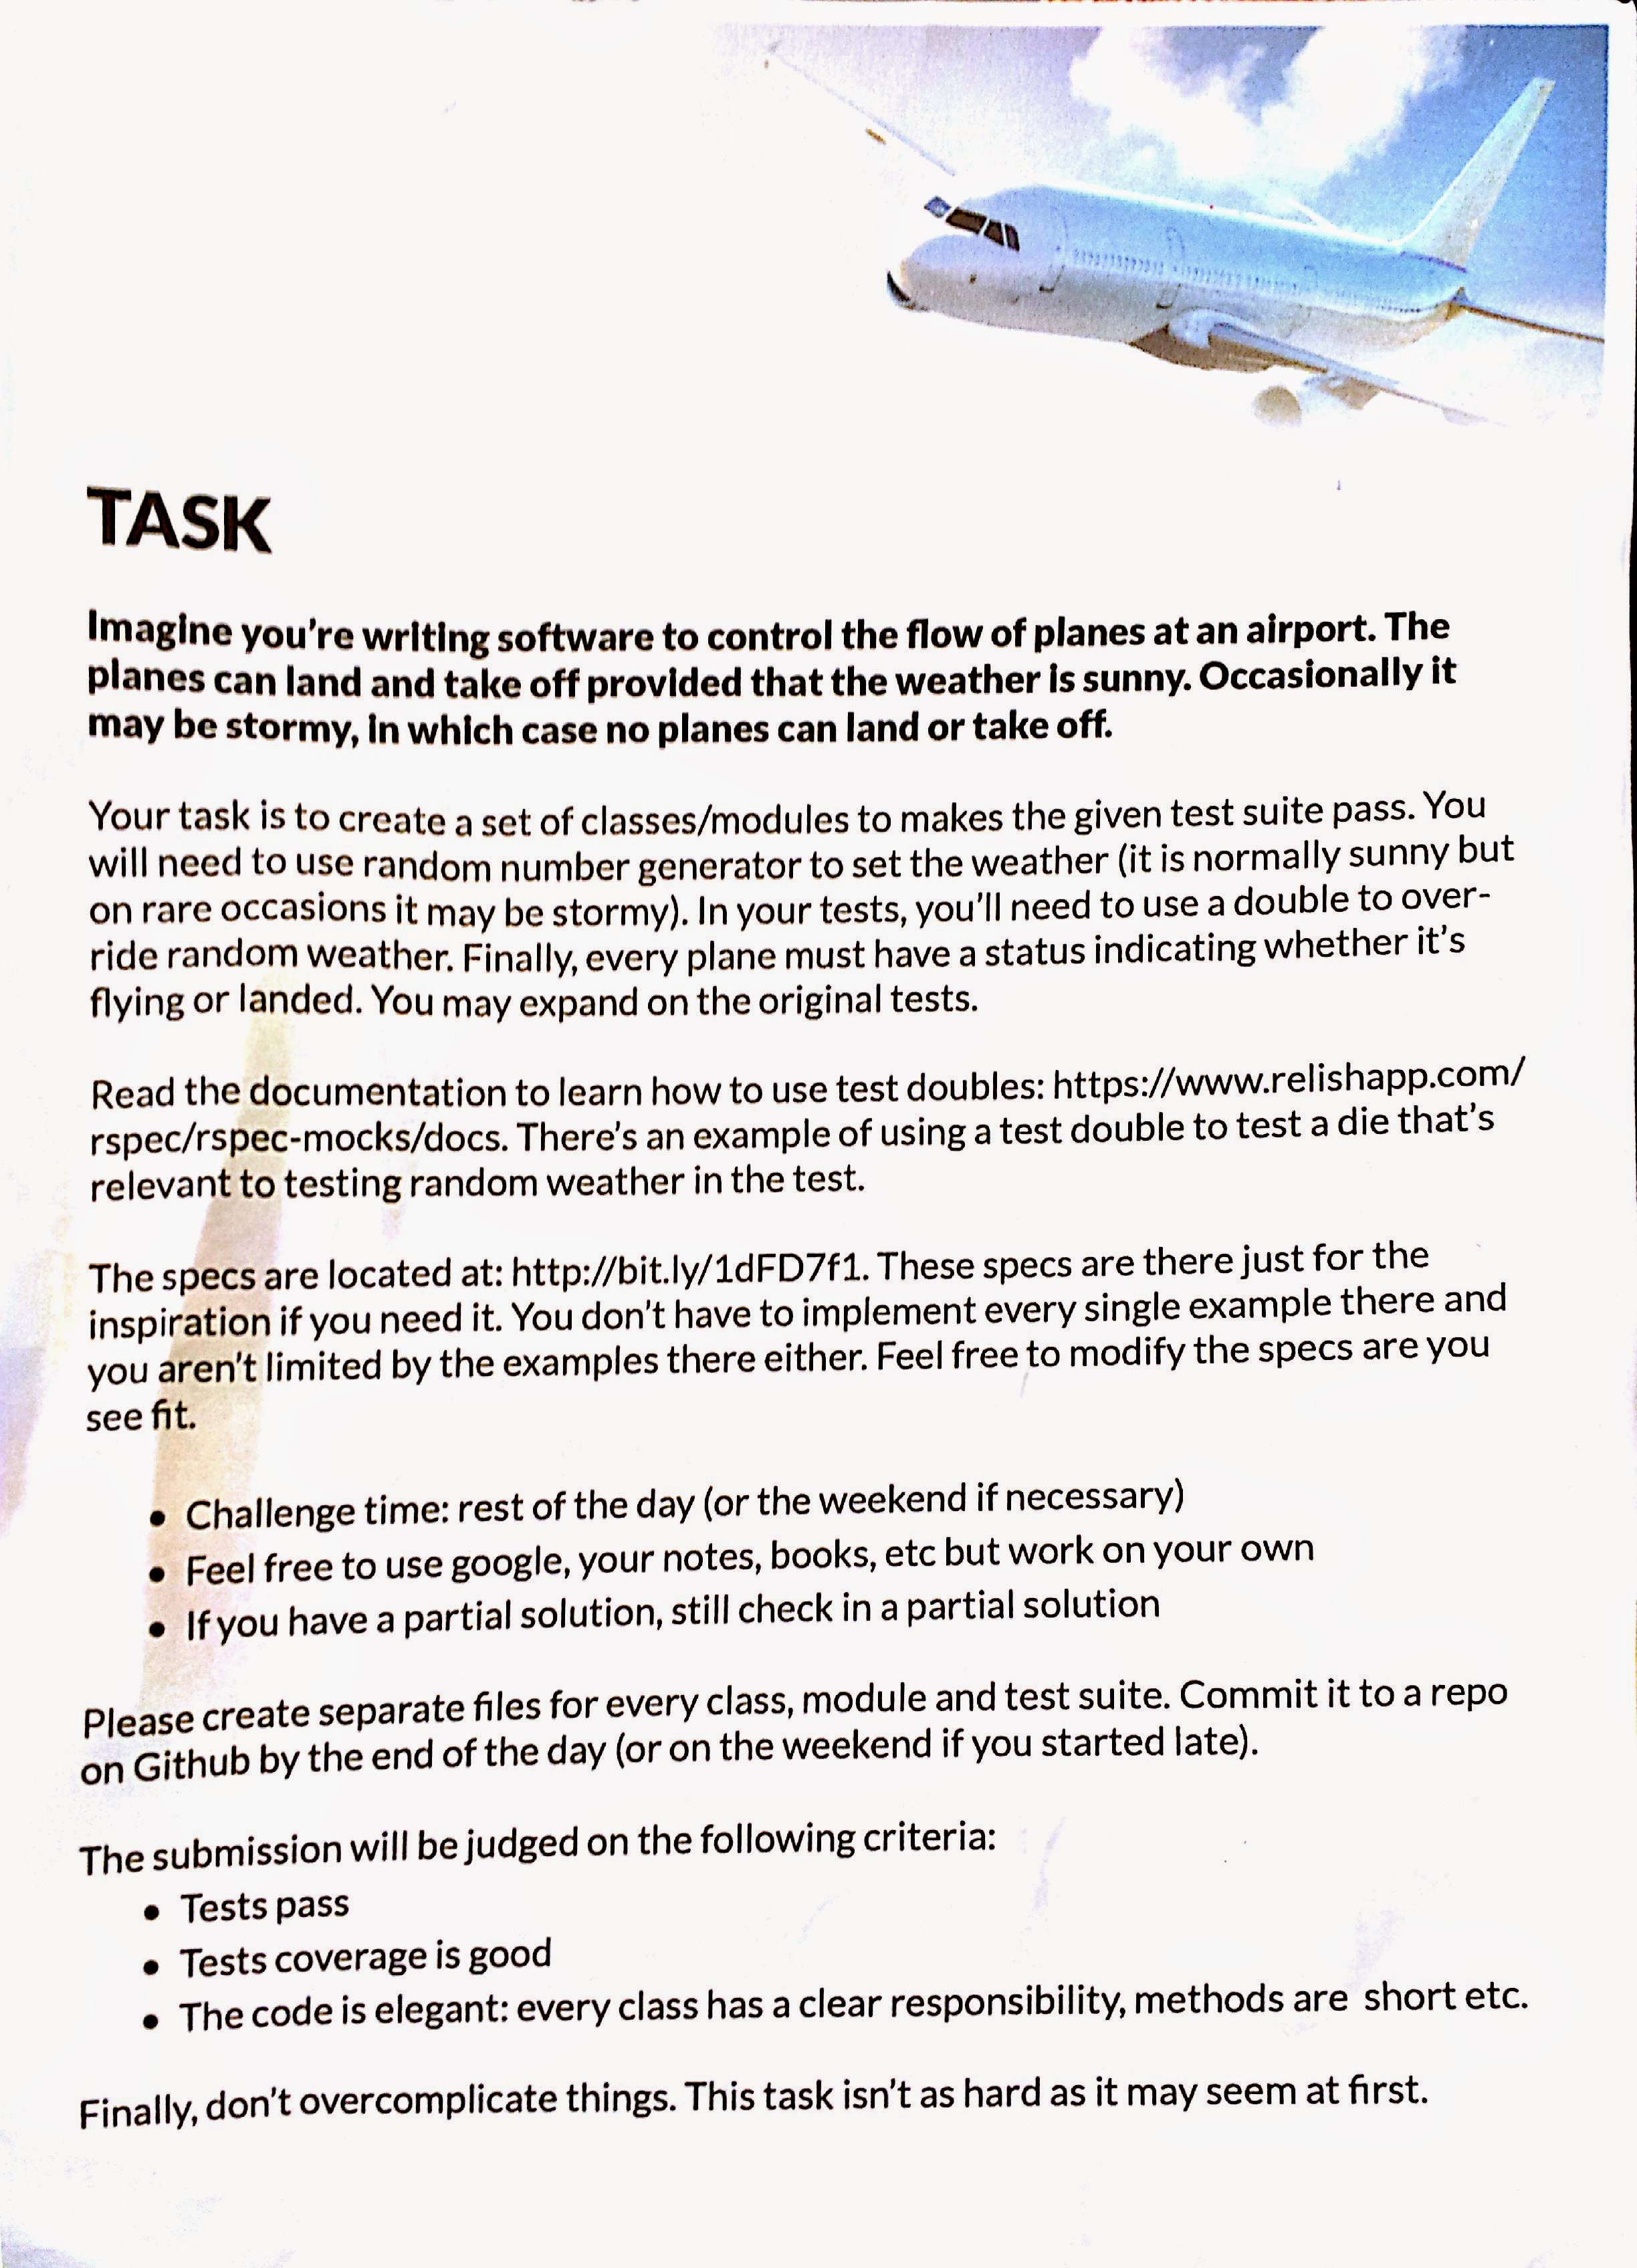 TASK
Imagine you're writing software to control the flow of planes at an airport. The
planes can land and take off provided that the weather is sunny. Occasionally it
may be stormy, in which case no planes can land or take off.
Your task is to create a set of classes/modules to makes the given test suite pass. You
will need to use random number generator to set the weather (it is normally sunny but
on rare occasions it may be stormy). In your tests, you'll need to use a double to over-
ride random weather. Finally, every plane must have a status indicating whether it's
flying or landed. You may expand on the original tests.
Read the documentation to learn how to use test doubles: https://www.relishapp.com/
rspec/rspec-mocks/docs. There's an example of using a test double to test a die that's
relevant to testing random weather in the test.
The specs are located at: http://bit.ly/1dFD7f1. These specs are there just for the
inspiration if you need it. You don't have to implement every single example there and
you aren't limited by the examples there either. Feel free to modify the specs are you
see fit.
• Challenge time: rest of the day (or the weekend if necessary)
• Feel free to use google, your notes, books, etc but work on your own
• If you have a partial solution, still check in a partial solution
Please create separate files for every class, module and test suite. Commit it to a repo
on Github by the end of the day (or on the weekend if you started late).
The submission will be judged on the following criteria:
• Tests pass
• Tests coverage is good
• The code is elegant: every class has a clear responsibility, methods are short etc.
Finally, don't overcomplicate things. This task isn't as hard as it may seem at first.